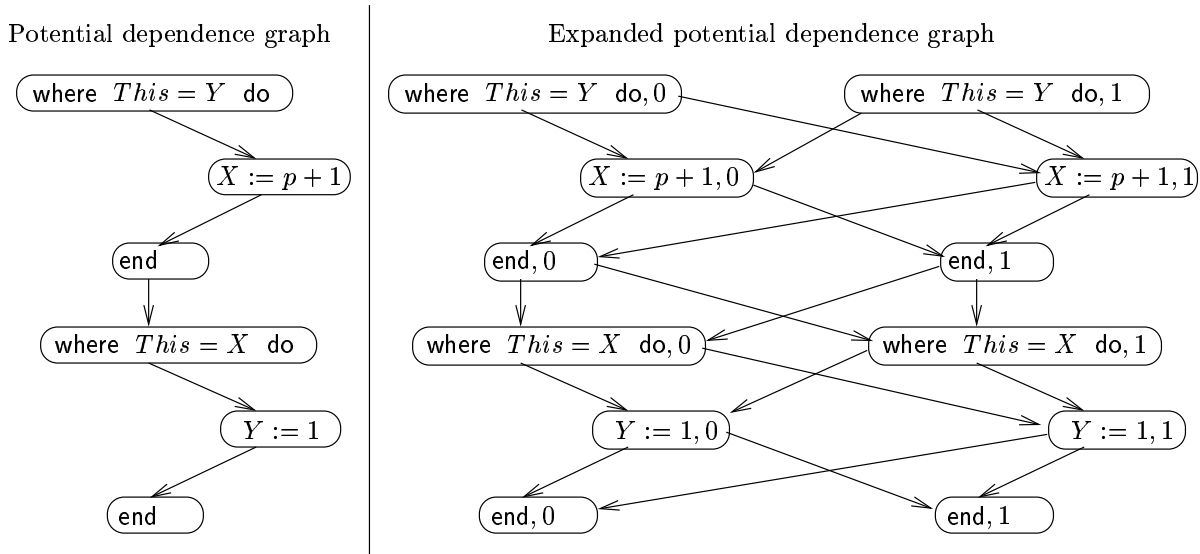 Potential dependence graph
where This = Y do
X := p + 1
end
where This = X do
Y := 1
end
Expanded potential dependence graph
where This = Y do, 0
where This = Y do, 1
X := p + 1, 0
X := p + 1, 1
end, 0
end, 1
where This = X do, 0
where This = X do, 1
Y := 1, 0
Y := 1, 1
end, 0
end, 1